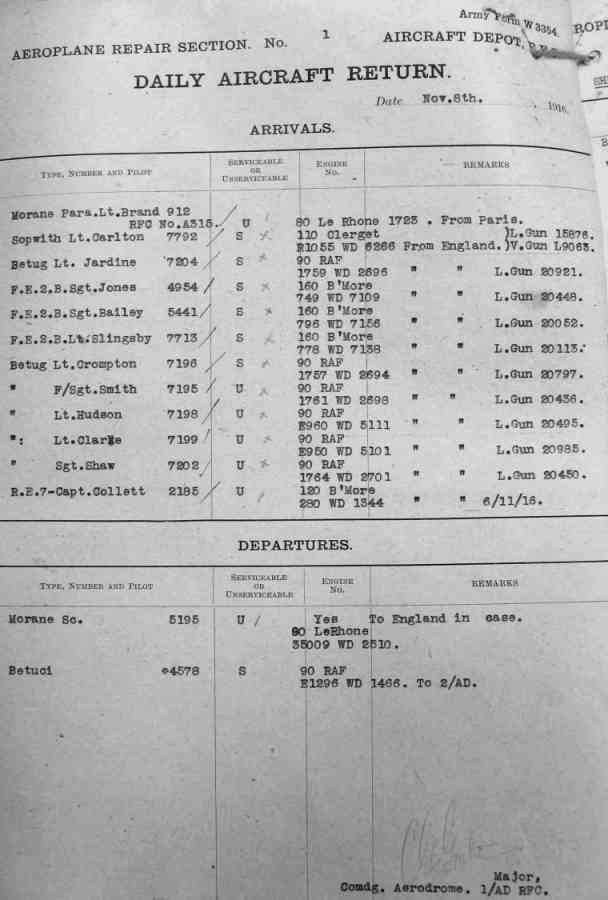 Army Form W 3354.
AEROPLANE REPAIR SECTION. No. 1 AIRCRAFT DEPOT, R.F.C.
DAILY AIRCRAFT RETURN.
Date Nov.8th. 1916.
ARRIVALS.
TYPE, NUMBER AND PILOT SERVICEABLE OR UNSERVICEABLE ENGINE No. REMARKS
Morane Para.Lt.Brand 912
RFC No.A315. U 80 Le Rhone 1723 . From Paris.
Sopwith Lt.Carlton 7792 S 110 Clerget )L.Gun 15876.
R1055 WD 6266 From England.)V.Gun L9063.
Betug Lt. Jardine 7204 S 90 RAF
1759 WD 2696 " " L.Gun 20921.
F.E.2.B.Sgt.Jones 4954 S 160 B'More
749 WD 7109 " " L.Gun 20448.
F.E.2.B.Sgt.Bailey 5441 S 160 B'More
796 WD 7156 " " L.Gun 20052.
F.E.2.B.Lt.Slingsby 7713 S 160 B'More
778 WD 7138 " " L.Gun 20113.
Betug Lt.Crompton 7196 S 90 RAF
1757 WD 2694 " " L.Gun 20797.
" F/Sgt.Smith 7195 U 90 RAF
1761 WD 2698 " " L.Gun 20436.
" Lt.Hudson 7198 U 90 RAF
E960 WD 5111 " " L.Gun 20495.
": Lt.Clarke 7199 U 90 RAF
E950 WD 5101 " " L.Gun 20985.
" Sgt.Shaw 7202 U 90 RAF
1764 WD 2701 " " L.Gun 20450.
R.E.7-Capt.Collett 2185 U 120 B'More
280 WD 1344 " " 6/11/16.
DEPARTURES.
TYPE, NUMBER AND PILOT SERVICEABLE OR UNSERVICEABLE ENGINE No. REMARKS
Morane Sc. 5195 U Yes To England in case.
80 LeRhone
35009 WD 2510.
Betuci 4578 S 90 RAF
E1296 WD 1466. To 2/AD.
Major,
Comdg. Aerodrome. 1/AD RFC.